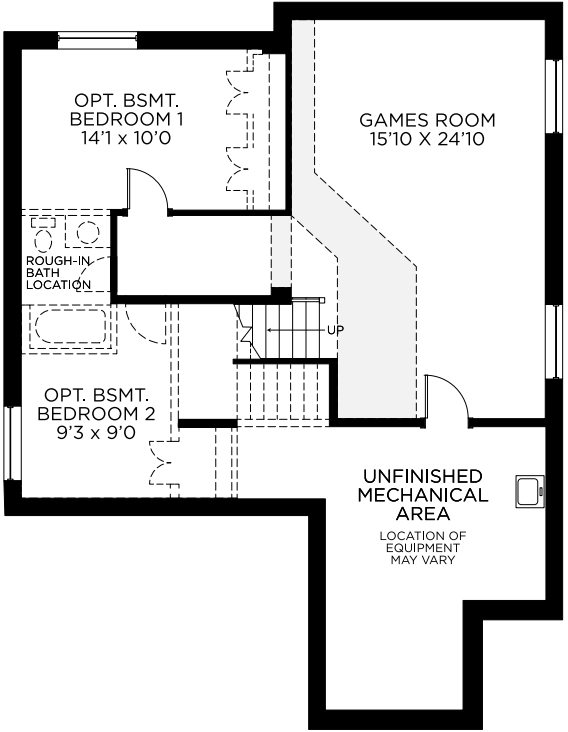 OPT. BSMT.
BEDROOM 1
14'1 x 10'0
GAMES ROOM
15'10 X 24'10
ROUGH-IN
BATH
LOCATION
UP
OPT. BSMT.
BEDROOM 2
9'3 x 9'0
UNFINISHED
MECHANICAL
AREA
LOCATION OF
EQUIPMENT
MAY VARY